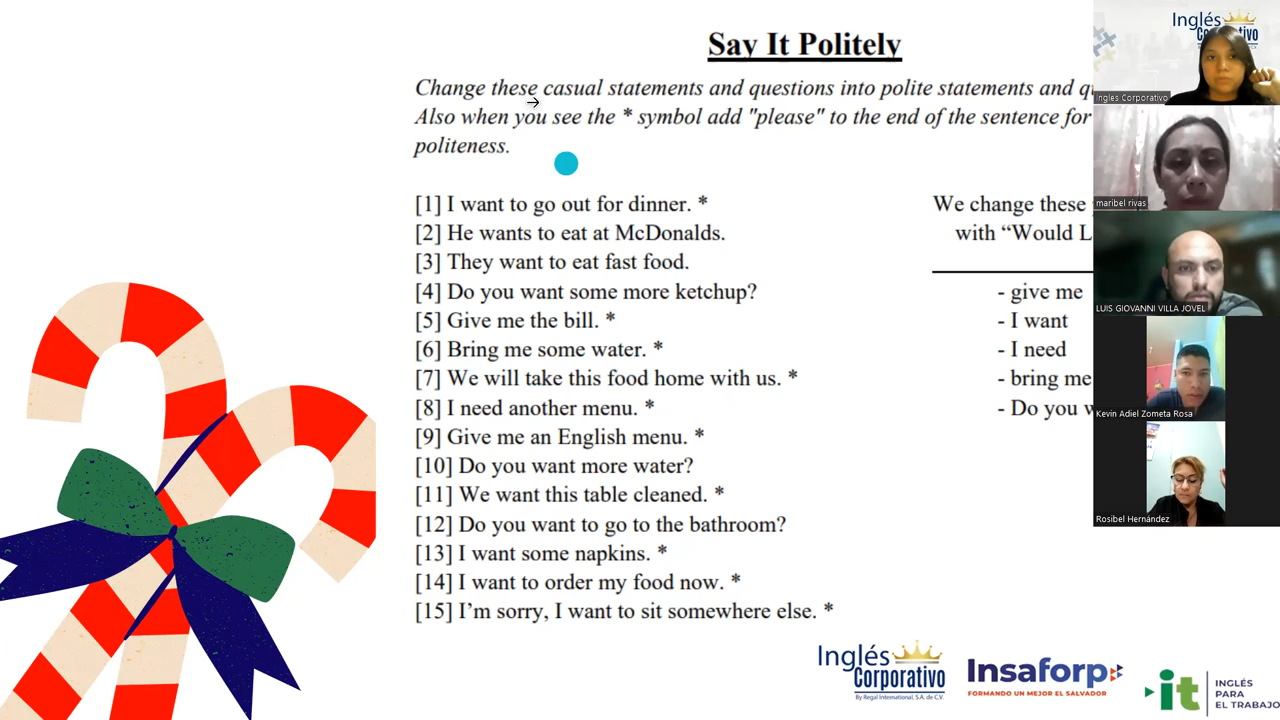 Say It Politely
Change these casual statements and questions into polite statements and
Also when you see the * symbol add "please" to the end of the sentence for
politeness.
[1] I want to go out for dinner. *
[2] He wants to eat at McDonalds.
[3] They want to eat fast food.
[4] Do you want some more ketchup?
[5] Give me the bill. *
[6] Bring me some water. *
[7] We will take this food home with us. *
[8] I need another menu. *
[9] Give me an English menu. *
[10] Do you want more water?
[11] We want this table cleaned. *
[12] Do you want to go to the bathroom?
[13] I want some napkins. *
[14] I want to order my food now. *
[15] I’m sorry, I want to sit somewhere else. *
We change these
with “Would L
- give me
- I want
- I need
- bring me
- Do you w
Inglés
Corporativo
Ingles Corporativo
maribel rivas
LUIS GIOVANNI VILLA JOVEL
Kevin Adiel Zometa Rosa
Rosibel Hernández
Inglés
Corporativo
By Regal International, S.A. de C.V.
Insaforp
FORMANDO UN MEJOR EL SALVADOR
it
INGLÉS
PARA
EL TRABAJO